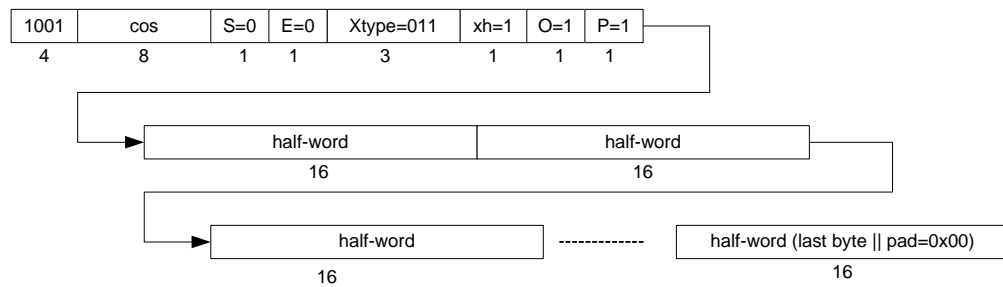 1001 cos S=0 E=0 Xtype=011 xh=1 O=1 P=1
4 8 1 1 3 1 1 1
half-word half-word
16 16
half-word half-word (last byte || pad=0x00)
16 16